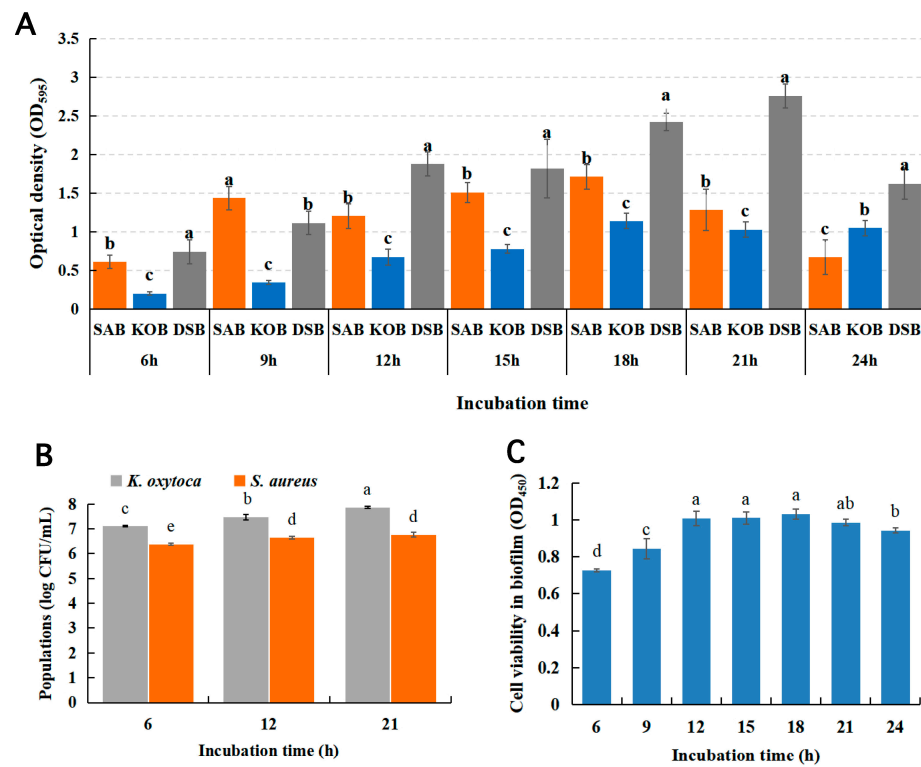 A
3.5
3
2.5
2
1.5
1
0.5
0
Optical density (OD595)
b c a
a c b
b c a
b c a
b c a
b c a
c b a
SAB KOB DSB SAB KOB DSB SAB KOB DSB SAB KOB DSB SAB KOB DSB SAB KOB DSB SAB KOB DSB
6h 9h 12h 15h 18h 21h 24h
Incubation time
B
K. oxytoca S. aureus
8
7
6
5
4
3
2
1
0
Populations (log CFU/mL)
c e b d a d
6 12 21
Incubation time (h)
C
1.2
1
0.8
0.6
0.4
0.2
0
Cell viability in biofilm (OD450)
d c a a a ab b
6 9 12 15 18 21 24
Incubation time (h)